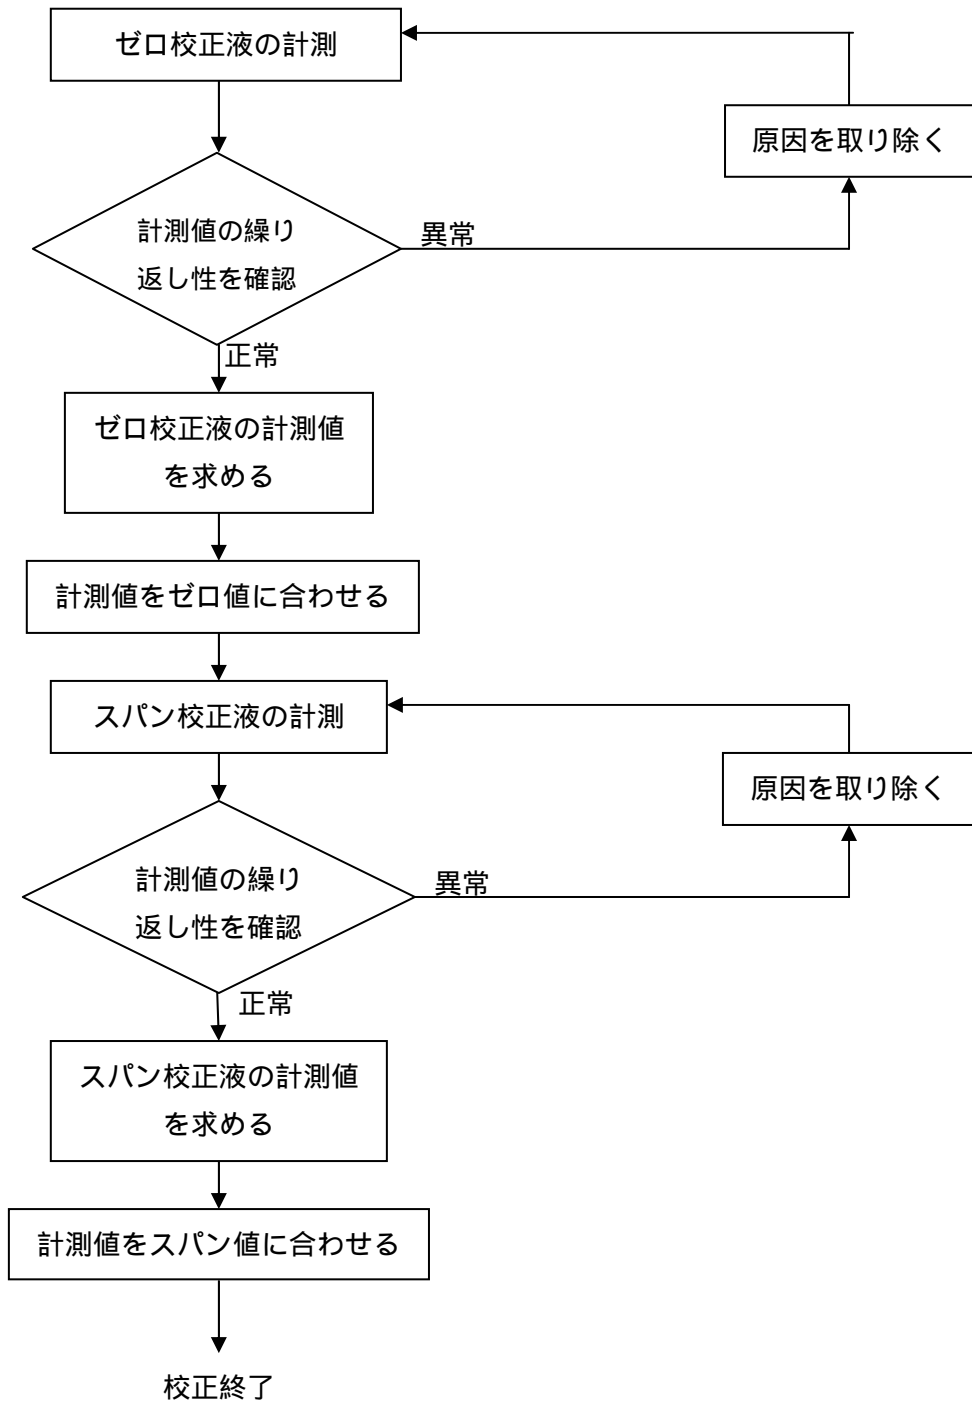 ゼロ校正液の計測
原因を取り除く
計測値の繰り
返し性を確認
異常
正常
ゼロ校正液の計測値
を求める
計測値をゼロ値に合わせる
スパン校正液の計測
原因を取り除く
計測値の繰り
返し性を確認
異常
正常
スパン校正液の計測値
を求める
計測値をスパン値に合わせる
校正終了